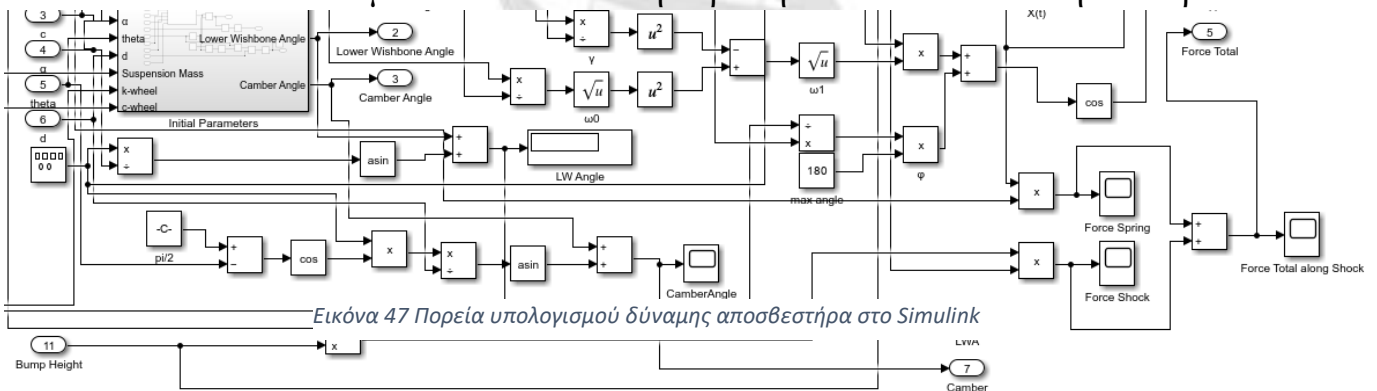 3
c
4
α
5
theta
6
d
α
theta
d
Suspension Mass
k-wheel
c-wheel
Lower Wishbone Angle
Camber Angle
Initial Parameters
2
Lower Wishbone Angle
3
Camber Angle
x
÷
γ
u²
x
÷
√u
ω0
u²
−
+
√u
ω1
x
+
+
X(t)
cos
5
Force Total
÷
x
180
max angle
x
φ
x
÷
asin
+
+
LW Angle
-C-
pi/2
+
−
cos
x
x
÷
asin
+
+
CamberAngle
x
Force Spring
x
Force Shock
+
+
Force Total along Shock
Εικόνα 47 Πορεία υπολογισμού δύναμης αποσβεστήρα στο Simulink
11
Bump Height
x
LWA
7
Camber